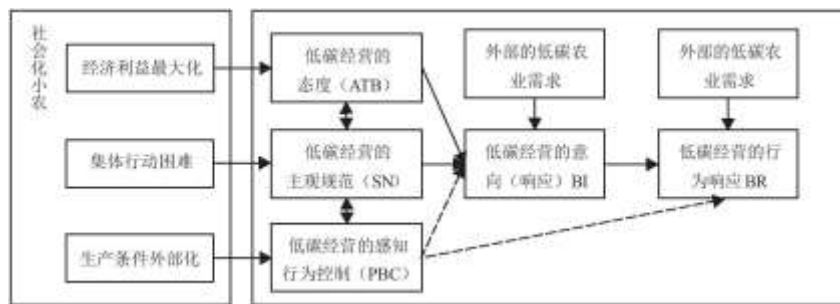 社会化小农
经济利益最大化
集体行动困难
生产条件外部化
低碳经营的
态度（ATB）
低碳经营的
主观规范（SN）
低碳经营的感知
行为控制（PBC）
外部的低碳农
业需求
低碳经营的意
向（响应）BI
外部的低碳农
业需求
低碳经营的行
为响应BR